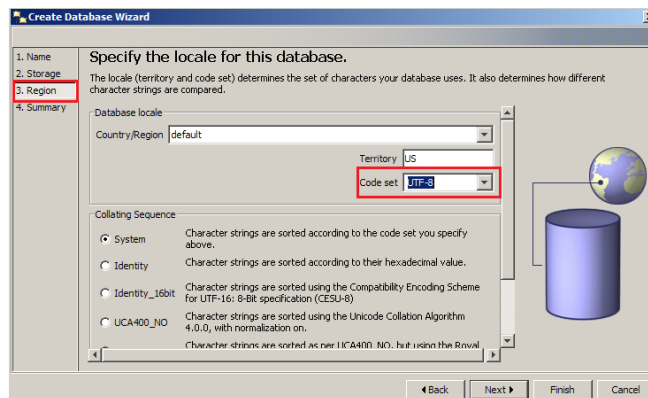 Create Database Wizard
1. Name
2. Storage
3. Region
4. Summary
Specify the locale for this database.
The locale (territory and code set) determines the set of characters your database uses. It also determines how different
character strings are compared.
Database locale
Country/Region default
Territory US
Code set UTF-8
Collating Sequence
System Character strings are sorted according to the code set you specify
above.
Identity Character strings are sorted according to their hexadecimal value.
Identity_16bit Character strings are sorted using the Compatibility Encoding Scheme
for UTF-16: 8-Bit specification (CESU-8)
UCA400_NO Character strings are sorted using the Unicode Collation Algorithm
4.0.0, with normalization on.
Character strings are sorted as per UCA400_NO, but using the Royal
Back Next Finish Cancel